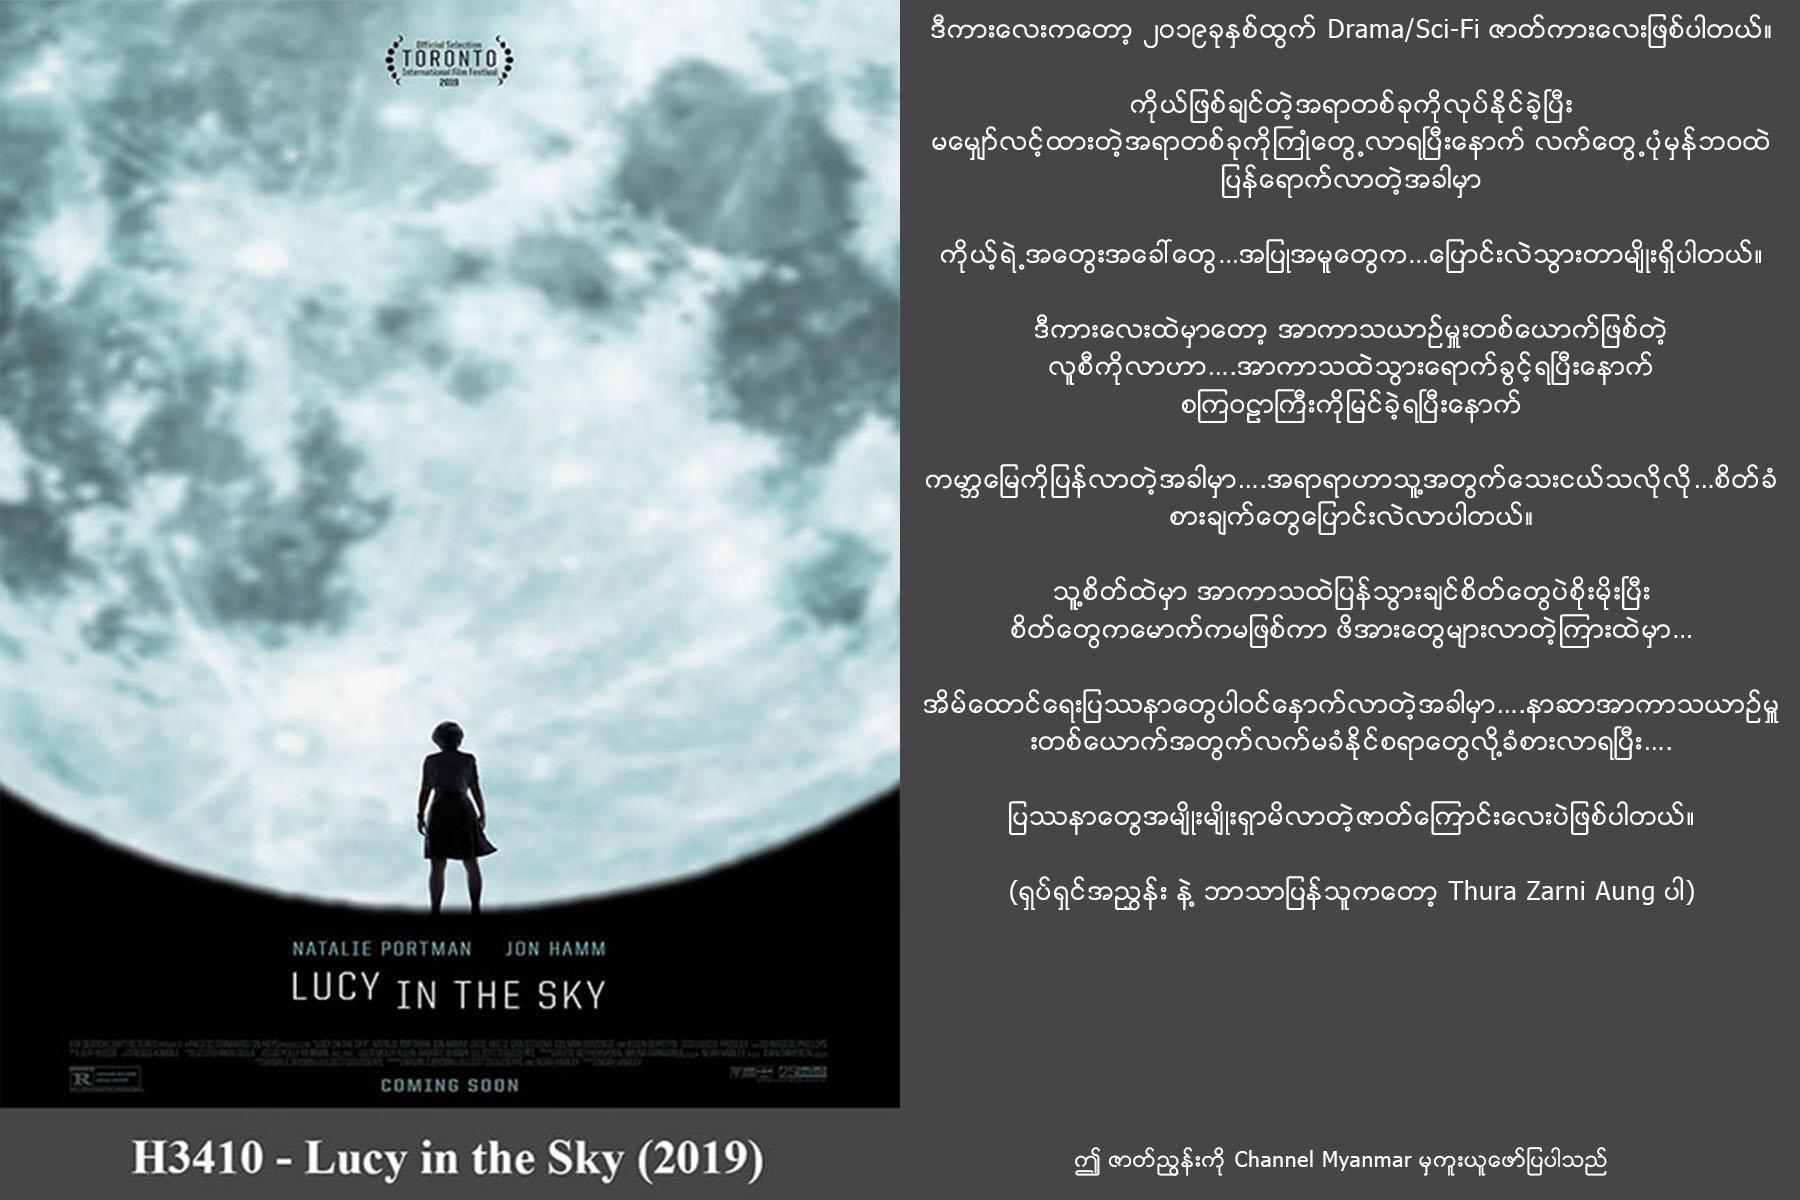 Official Selection
TORONTO
International Film Festival
2019
NATALIE PORTMAN JON HAMM
LUCY IN THE SKY
R
COMING SOON
H3410 - Lucy in the Sky (2019)
ဒီကားလေးကတော့ ၂၀၁၉ခုနှစ်ထွက် Drama/Sci-Fi ဇာတ်ကားလေးဖြစ်ပါတယ်။
ကိုယ်ဖြစ်ချင်တဲ့အရာတစ်ခုကိုလုပ်နိုင်ခဲ့ပြီး
မမျှော်လင့်ထားတဲ့အရာတစ်ခုကိုကြုံတွေ့လာရပြီးနောက် လက်တွေ့ပုံမှန်ဘဝထဲ
ပြန်ရောက်လာတဲ့အခါမှာ
ကိုယ့်ရဲ့အတွေးအခေါ်တွေ...အပြုအမူတွေက...ပြောင်းလဲသွားတာမျိုးရှိပါတယ်။
ဒီကားလေးထဲမှာတော့ အာကာသယာဉ်မှူးတစ်ယောက်ဖြစ်တဲ့
လူစီကိုလာဟာ....အာကာသထဲသွားရောက်ခွင့်ရပြီးနောက်
စကြဝဠာကြီးကိုမြင်ခဲ့ရပြီးနောက်
ကမ္ဘာမြေကိုပြန်လာတဲ့အခါမှာ....အရာရာဟာသူ့အတွက်သေးငယ်သလိုလို...စိတ်ခံ
စားချက်တွေပြောင်းလဲလာပါတယ်။
သူ့စိတ်ထဲမှာ အာကာသထဲပြန်သွားချင်စိတ်တွေပဲစိုးမိုးပြီး
စိတ်တွေကမောက်ကမဖြစ်ကာ ဖိအားတွေများလာတဲ့ကြားထဲမှာ...
အိမ်ထောင်ရေးပြဿနာတွေပါဝင်နှောက်လာတဲ့အခါမှာ....နာဆာအာကာသယာဉ်မှူ
းတစ်ယောက်အတွက်လက်မခံနိုင်စရာတွေလို့ခံစားလာရပြီး....
ပြဿနာတွေအမျိုးမျိုးရှာမိလာတဲ့ဇာတ်ကြောင်းလေးပဲဖြစ်ပါတယ်။
(ရုပ်ရှင်အညွှန်း နဲ့ ဘာသာပြန်သူကတော့ Thura Zarni Aung ပါ)
ဤ ဇာတ်ညွှန်းကို Channel Myanmar မှကူးယူဖော်ပြပါသည်